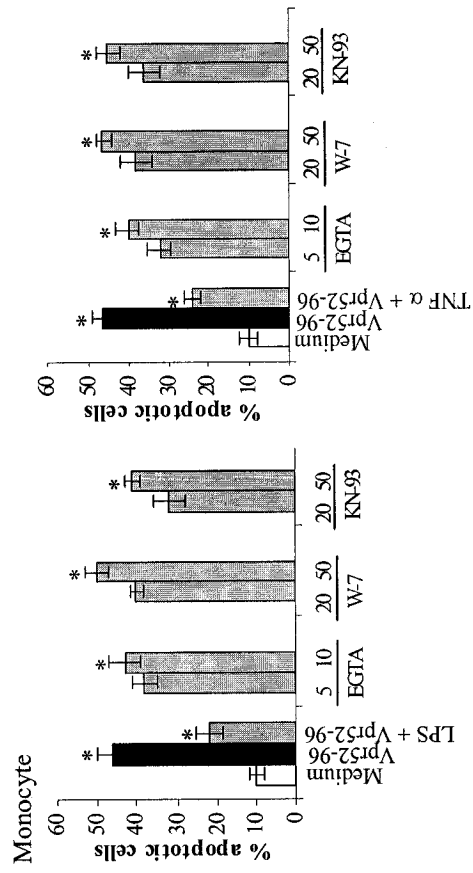 Monocyte
% apoptotic cells
60
50
40
30
20
10
0
*
*
*
*
*
Medium
Vpr52-96
LPS + Vpr52-96
5 10
EGTA
20 50
W-7
20 50
KN-93
% apoptotic cells
60
50
40
30
20
10
0
*
*
*
*
*
Medium
Vpr52-96
TNF α + Vpr52-96
5 10
EGTA
20 50
W-7
20 50
KN-93